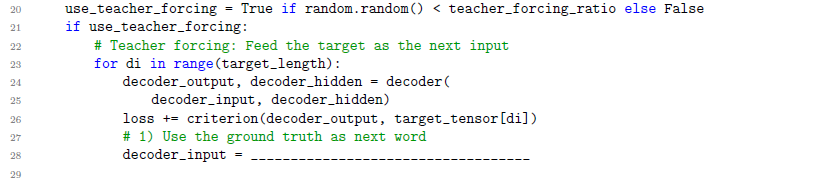 20 use_teacher_forcing = True if random.random() < teacher_forcing_ratio else False
21 if use_teacher_forcing:
22 # Teacher forcing: Feed the target as the next input
23 for di in range(target_length):
24 decoder_output, decoder_hidden = decoder(
25 decoder_input, decoder_hidden)
26 loss += criterion(decoder_output, target_tensor[di])
27 # 1) Use the ground truth as next word
28 decoder_input = ___________________________________
29